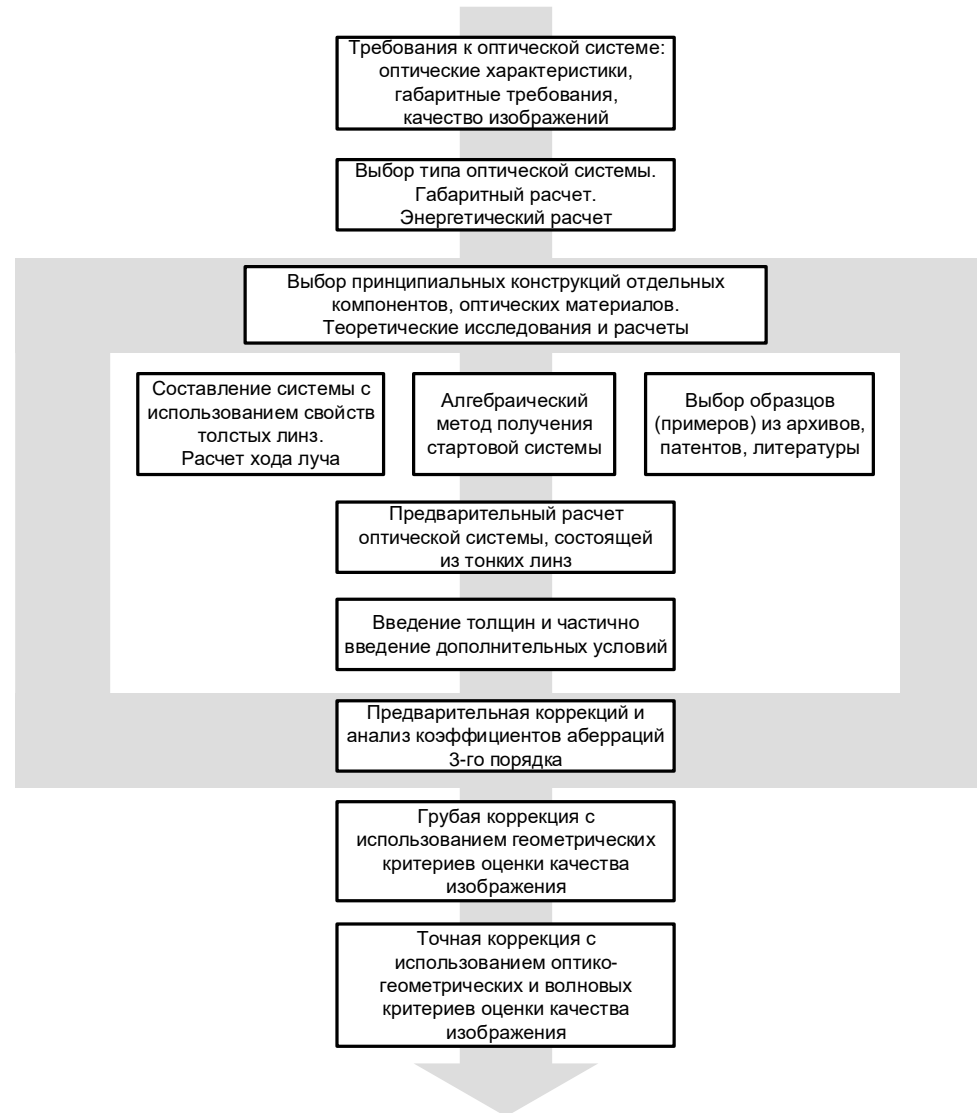 Требования к оптической системе:
оптические характеристики,
габаритные требования,
качество изображений
Выбор типа оптической системы.
Габаритный расчет.
Энергетический расчет
Выбор принципиальных конструкций отдельных
компонентов, оптических материалов.
Теоретические исследования и расчеты
Составление системы с
использованием свойств
толстых линз.
Расчет хода луча
Алгебраический
метод получения
стартовой системы
Выбор образцов
(примеров) из архивов,
патентов, литературы
Предварительный расчет
оптической системы, состоящей
из тонких линз
Введение толщин и частично
введение дополнительных условий
Предварительная коррекций и
анализ коэффициентов аберраций
3-го порядка
Грубая коррекция с
использованием геометрических
критериев оценки качества
изображения
Точная коррекция с
использованием оптико-
геометрических и волновых
критериев оценки качества
изображения